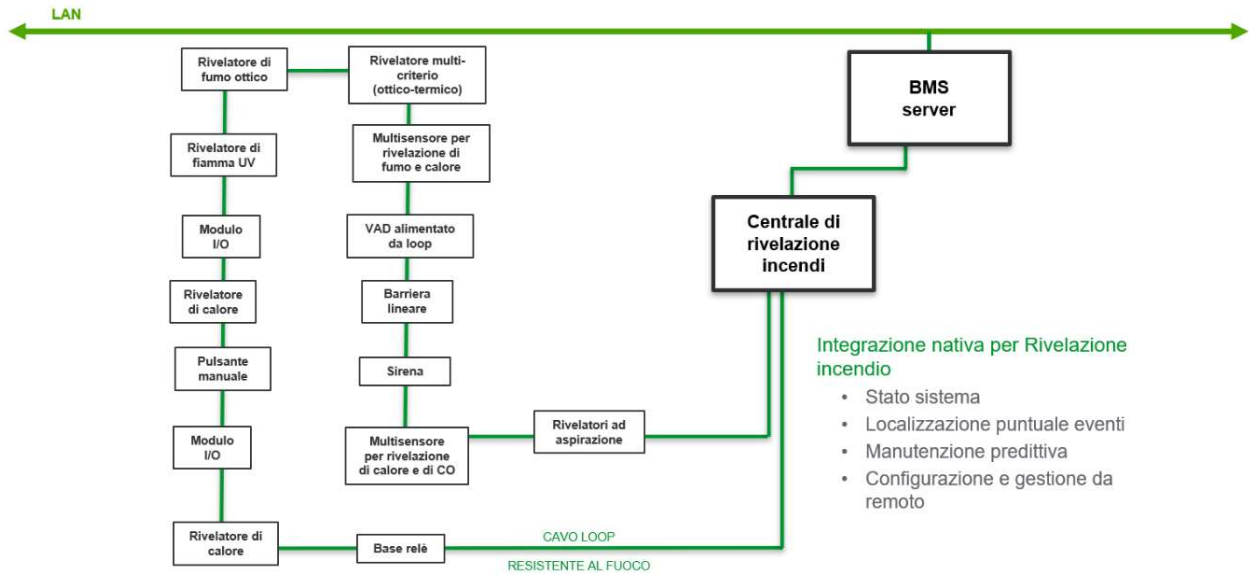 LAN
Rivelatore di
fumo ottico
Rivelatore multi-
criterio
(ottico-termico)
BMS
server
Rivelatore di
fiamma UV
Multisensore per
rivelazione di
fumo e calore
Modulo
I/O
VAD alimentato
da loop
Centrale di
rivelazione
incendi
Rivelatore
di calore
Barriera
lineare
Pulsante
manuale
Sirena
Integrazione nativa per Rivelazione
incendio
• Stato sistema
• Localizzazione puntuale eventi
• Manutenzione predittiva
• Configurazione e gestione da
remoto
Modulo
I/O
Multisensore
per rivelazione
di calore e di CO
Rivelatori ad
aspirazione
Rivelatore di
calore
Base relè
CAVO LOOP
RESISTENTE AL FUOCO